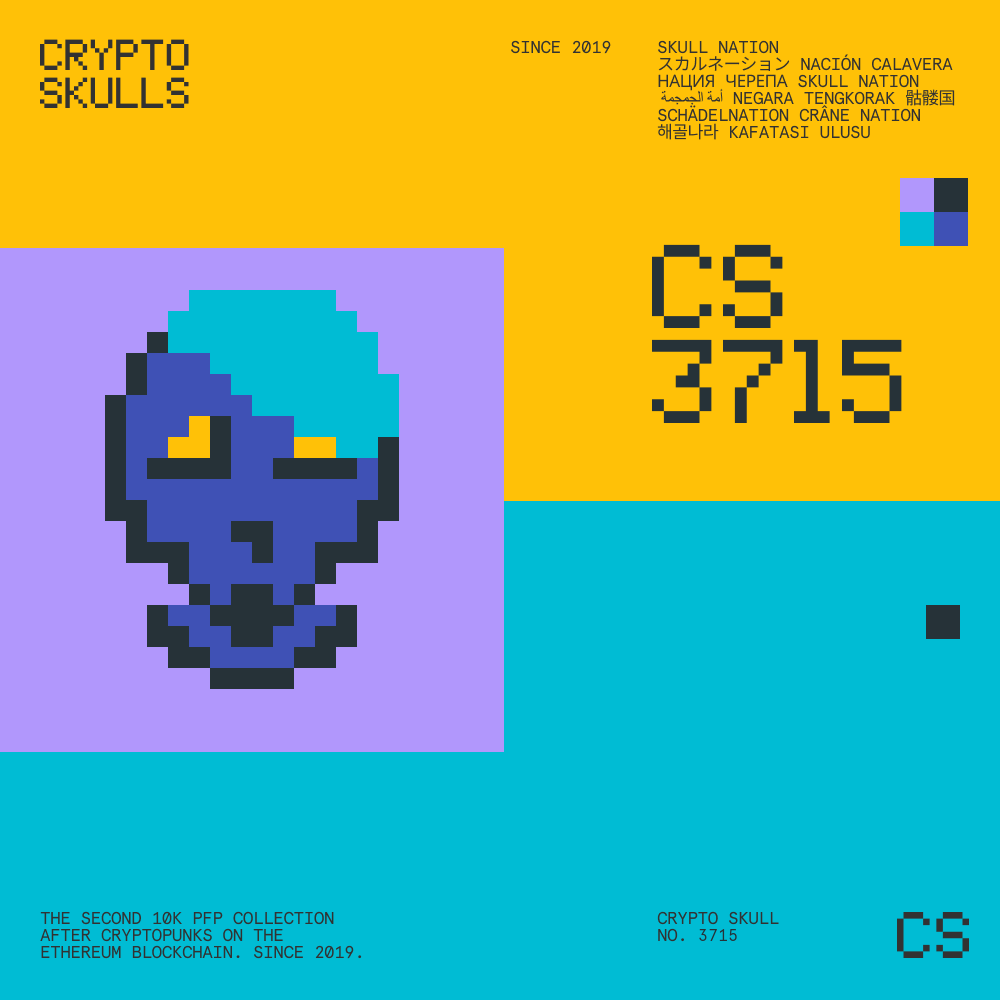 CRYPTO
SKULLS
SINCE 2019
SKULL NATION
スカルネーション NACIÓN CALAVERA
НАЦИЯ ЧЕРЕПА SKULL NATION
أمة الجمجمة NEGARA TENGKORAK 骷髅国
SCHÄDELNATION CRÂNE NATION
해골나라 KAFATASI ULUSU
CS
3715
THE SECOND 10K PFP COLLECTION
AFTER CRYPTOPUNKS ON THE
ETHEREUM BLOCKCHAIN. SINCE 2019.
CRYPTO SKULL
NO. 3715
CS